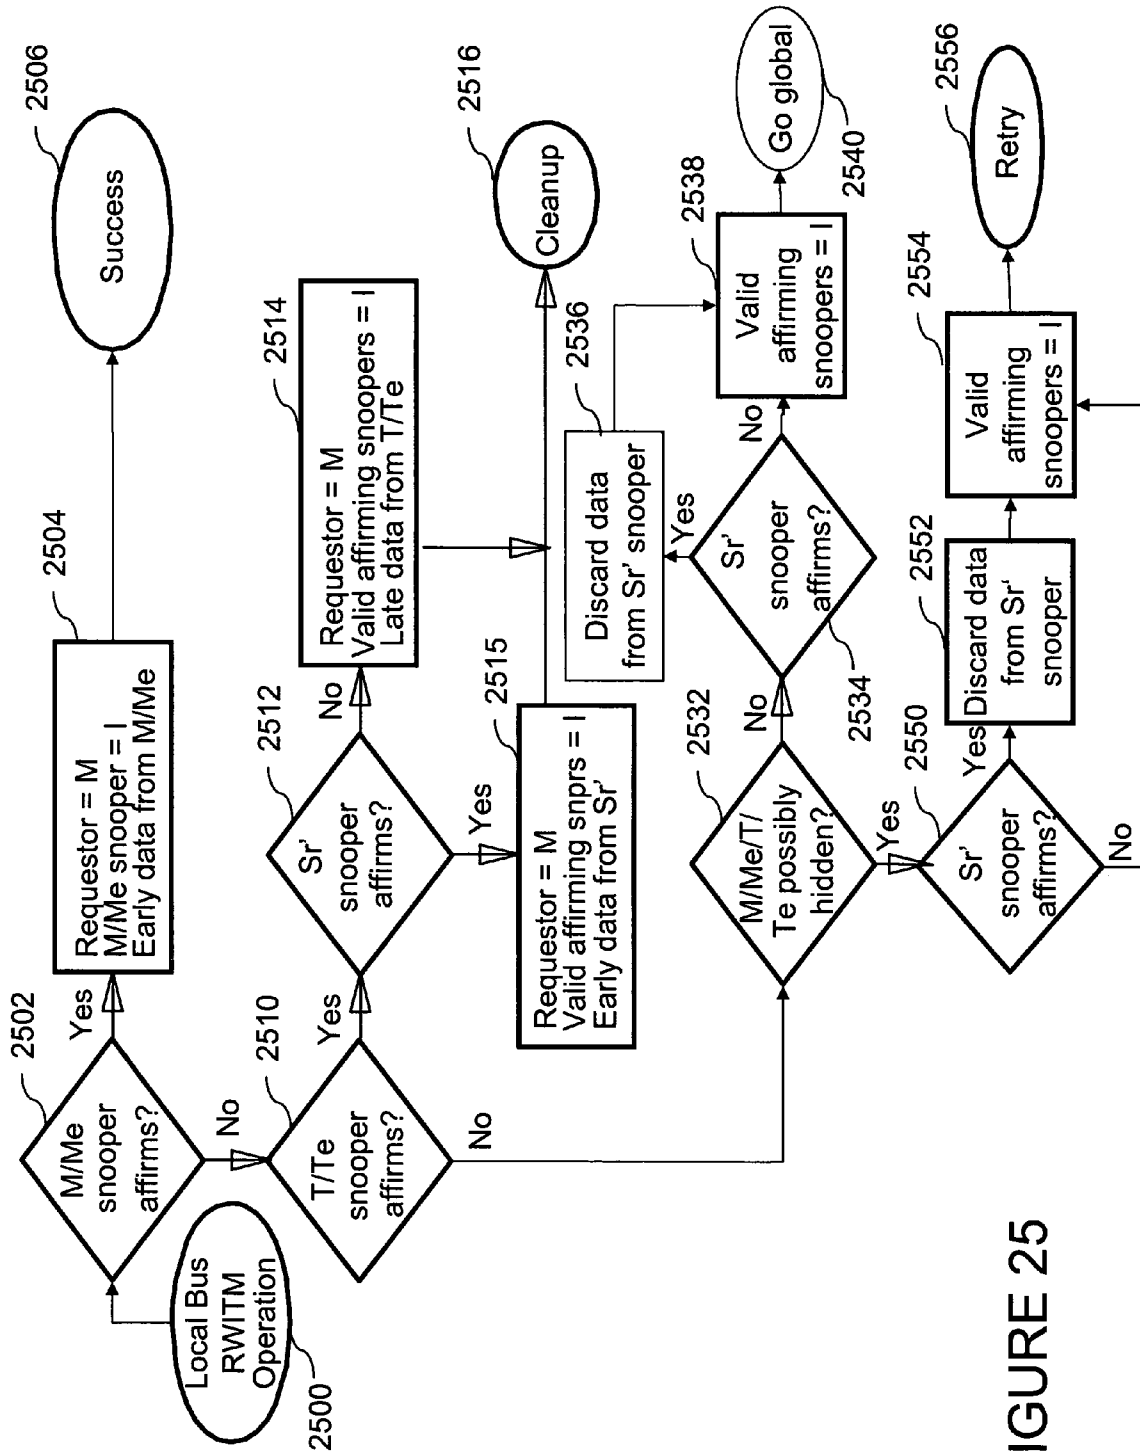 Local Bus
RWITM
Operation
2500
M/Me
snooper
affirms?
2502
Yes
No
Requestor = M
M/Me snooper = I
Early data from M/Me
2504
Success
2506
T/Te
snooper
affirms?
2510
Yes
No
Sr'
snooper
affirms?
2512
No
Yes
Requestor = M
Valid affirming snoopers = I
Late data from T/Te
2514
Requestor = M
Valid affirming snprs = I
Early data from Sr'
2515
Cleanup
2516
M/Me/T/
Te possibly
hidden?
2532
No
Yes
Sr'
snooper
affirms?
2534
Yes
No
Discard data
from Sr' snooper
2536
Valid
affirming
snoopers = I
2538
Go global
2540
Sr'
snooper
affirms?
2550
Yes
No
Discard data
from Sr'
snooper
2552
Valid
affirming
snoopers = I
2554
Retry
2556
IGURE 25